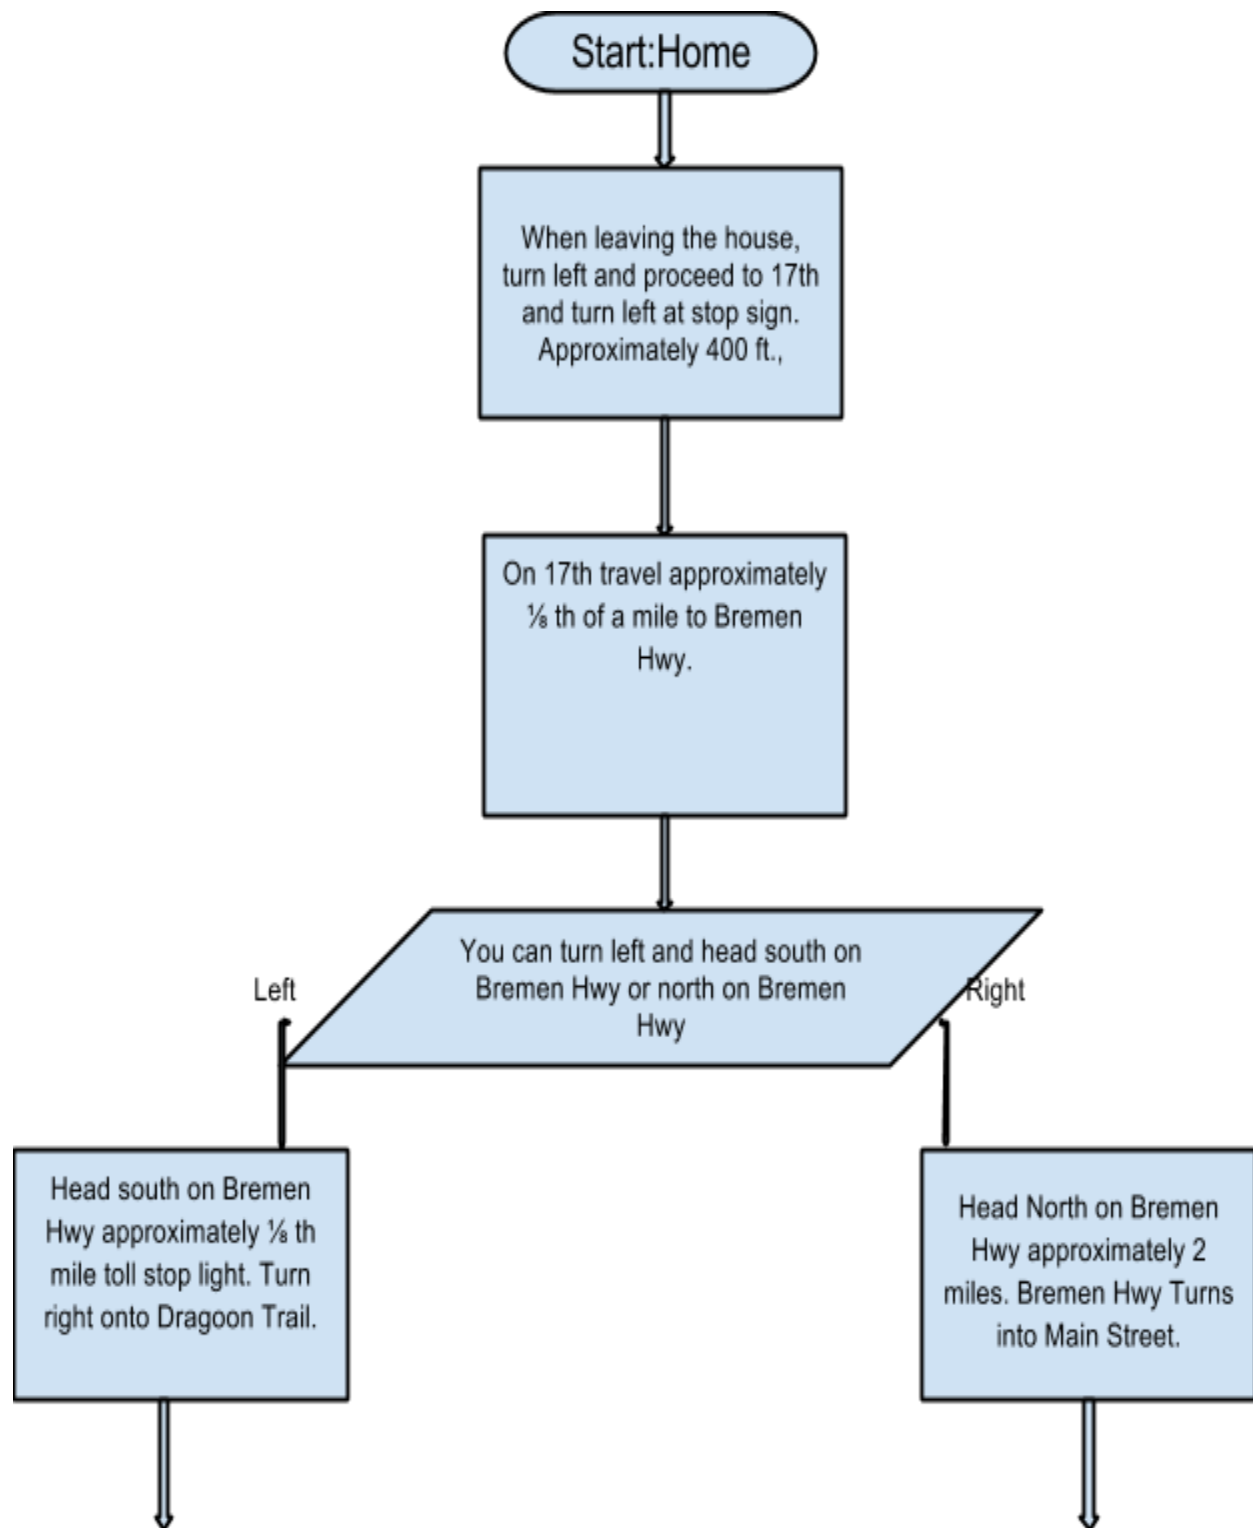 Start:Home
When leaving the house,
turn left and proceed to 17th
and turn left at stop sign.
Approximately 400 ft.,
On 17th travel approximately
⅛ th of a mile to Bremen
Hwy.
You can turn left and head south on
Bremen Hwy or north on Bremen
Hwy
Left
Right
Head south on Bremen
Hwy approximately ⅛ th
mile toll stop light. Turn
right onto Dragoon Trail.
Head North on Bremen
Hwy approximately 2
miles. Bremen Hwy Turns
into Main Street.